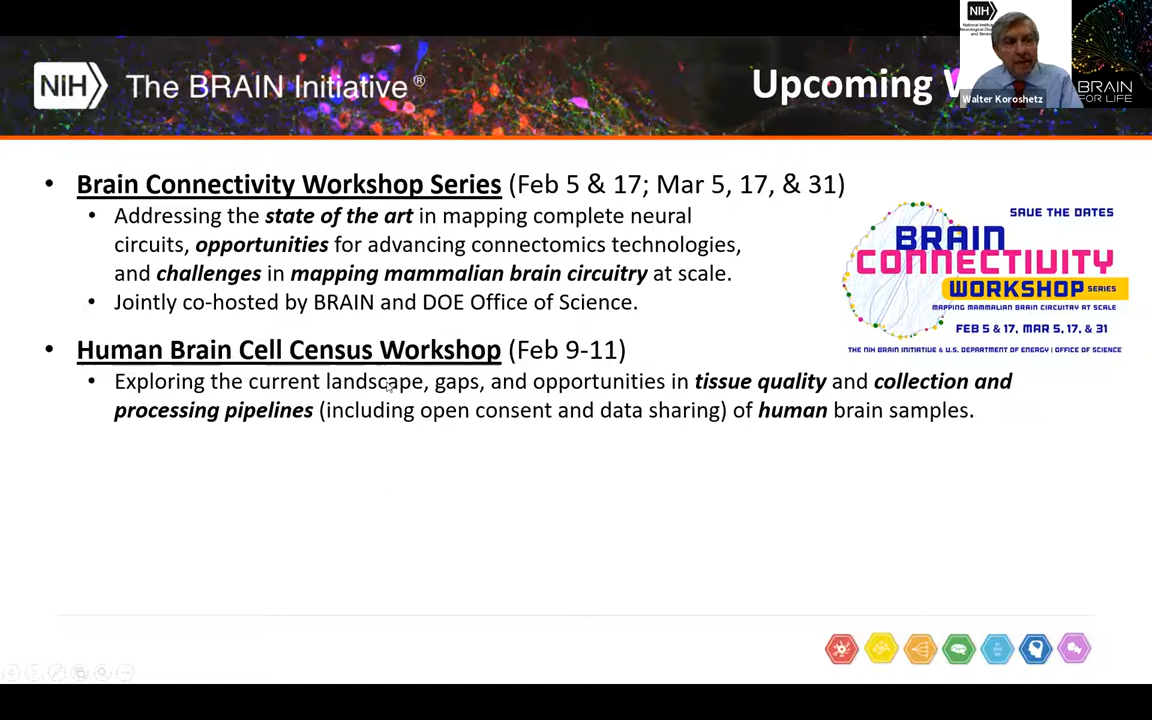 NIH
BRAIN
FOR LIFE
Walter Koroshetz
NIH The BRAIN Initiative®
Upcoming
• Brain Connectivity Workshop Series (Feb 5 & 17; Mar 5, 17, & 31)
• Addressing the state of the art in mapping complete neural
circuits, opportunities for advancing connectomics technologies,
and challenges in mapping mammalian brain circuitry at scale.
• Jointly co-hosted by BRAIN and DOE Office of Science.
SAVE THE DATES
BRAIN
CONNECTIVITY
WORKSHOP SERIES
MAPPING MAMMALIAN BRAIN CIRCUITRY AT SCALE
FEB 5 & 17, MAR 5, 17, & 31
THE NIH BRAIN INITIATIVE & U.S. DEPARTMENT OF ENERGY | OFFICE OF SCIENCE
• Human Brain Cell Census Workshop (Feb 9-11)
• Exploring the current landscape, gaps, and opportunities in tissue quality and collection and
processing pipelines (including open consent and data sharing) of human brain samples.